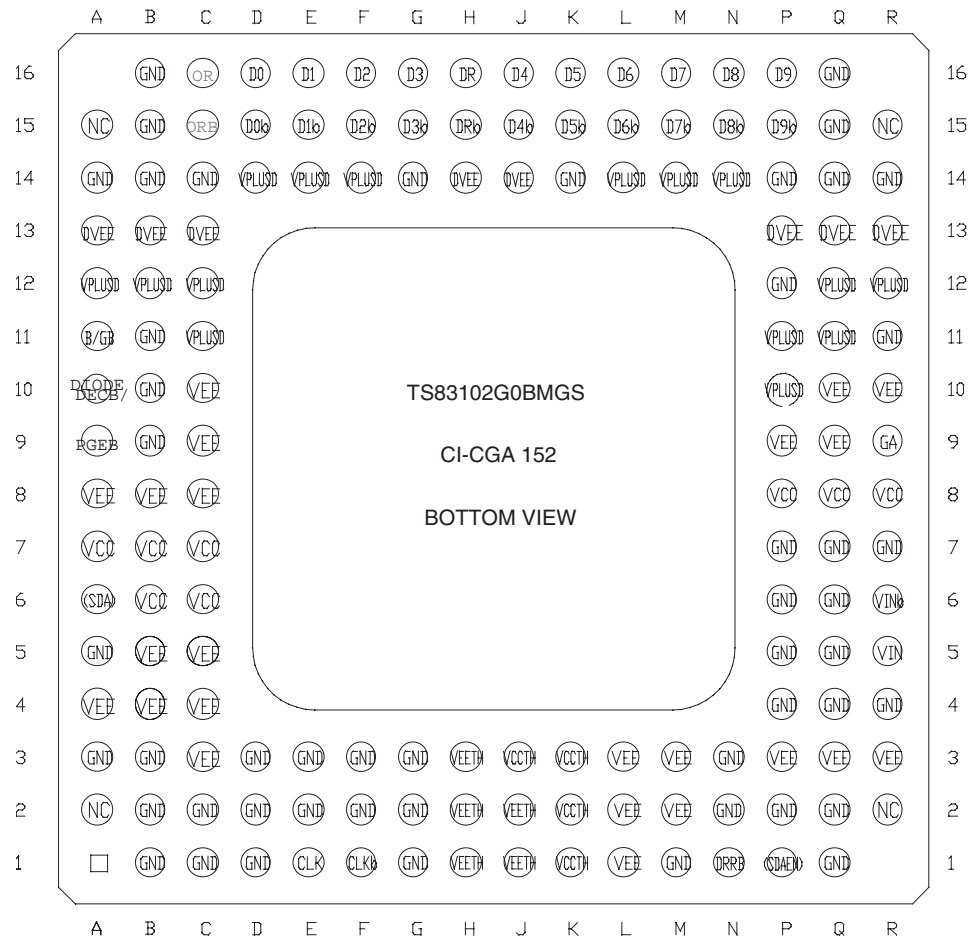 A B C D E F G H J K L M N P Q R
16 GND OR D0 D1 D2 D3 DR D4 D5 D6 D7 D8 D9 GND 16
15 NC GND ORB D0b D1b D2b D3b DRb D4b D5b D6b D7b D8b D9b GND NC 15
14 GND GND GND VPLUSD VPLUSD VPLUSD GND DVEE DVEE GND VPLUSD VPLUSD VPLUSD GND GND GND 14
13 DVEE DVEE DVEE DVEE DVEE DVEE 13
12 VPLUSD VPLUSD VPLUSD GND VPLUSD VPLUSD 12
11 B/GB GND VPLUSD VPLUSD VPLUSD GND 11
10 DIODE DECB/ GND VEE TS83102G0BMGS VPLUSD VEE VEE 10
9 PGEB GND VEE CI-CGA 152 VEE VEE GA 9
8 VEE VEE VEE BOTTOM VIEW VCC VCC VCC 8
7 VCC VCC VCC GND GND GND 7
6 (SDA) VCC VCC GND GND VINb 6
5 GND VEE VEE GND GND VIN 5
4 VEE VEE VEE GND GND GND 4
3 GND GND VEE GND GND GND GND VEETH VCCTH VCCTH VEE VEE GND VEE VEE VEE 3
2 NC GND GND GND GND GND GND VEETH VEETH VCCTH VEE VEE GND GND GND NC 2
1 GND GND GND CLK CLKb GND VEETH VEETH VCCTH VEE GND DRRB (SDAEN) GND 1
A B C D E F G H J K L M N P Q R